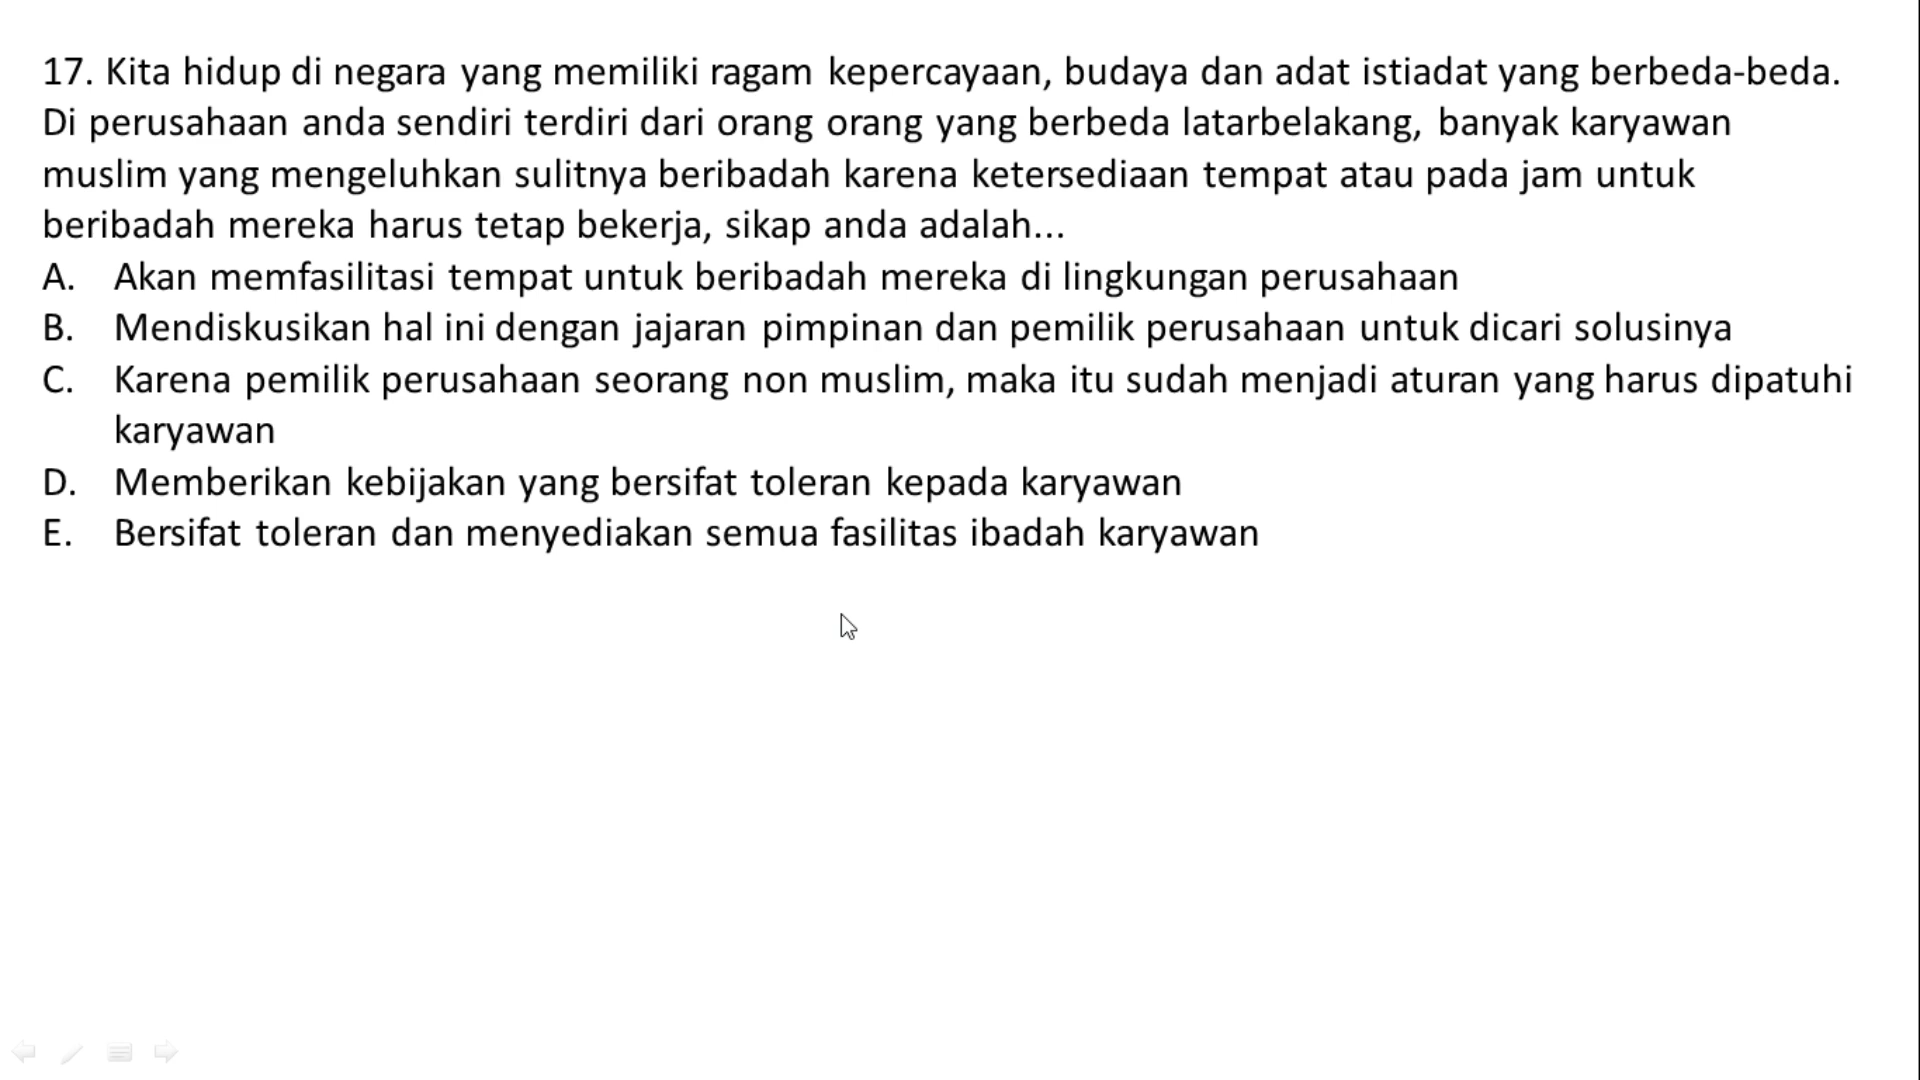 17. Kita hidup di negara yang memiliki ragam kepercayaan, budaya dan adat istiadat yang berbeda-beda.
Di perusahaan anda sendiri terdiri dari orang orang yang berbeda latarbelakang, banyak karyawan
muslim yang mengeluhkan sulitnya beribadah karena ketersediaan tempat atau pada jam untuk
beribadah mereka harus tetap bekerja, sikap anda adalah...
A. Akan memfasilitasi tempat untuk beribadah mereka di lingkungan perusahaan
B. Mendiskusikan hal ini dengan jajaran pimpinan dan pemilik perusahaan untuk dicari solusinya
C. Karena pemilik perusahaan seorang non muslim, maka itu sudah menjadi aturan yang harus dipatuhi
karyawan
D. Memberikan kebijakan yang bersifat toleran kepada karyawan
E. Bersifat toleran dan menyediakan semua fasilitas ibadah karyawan